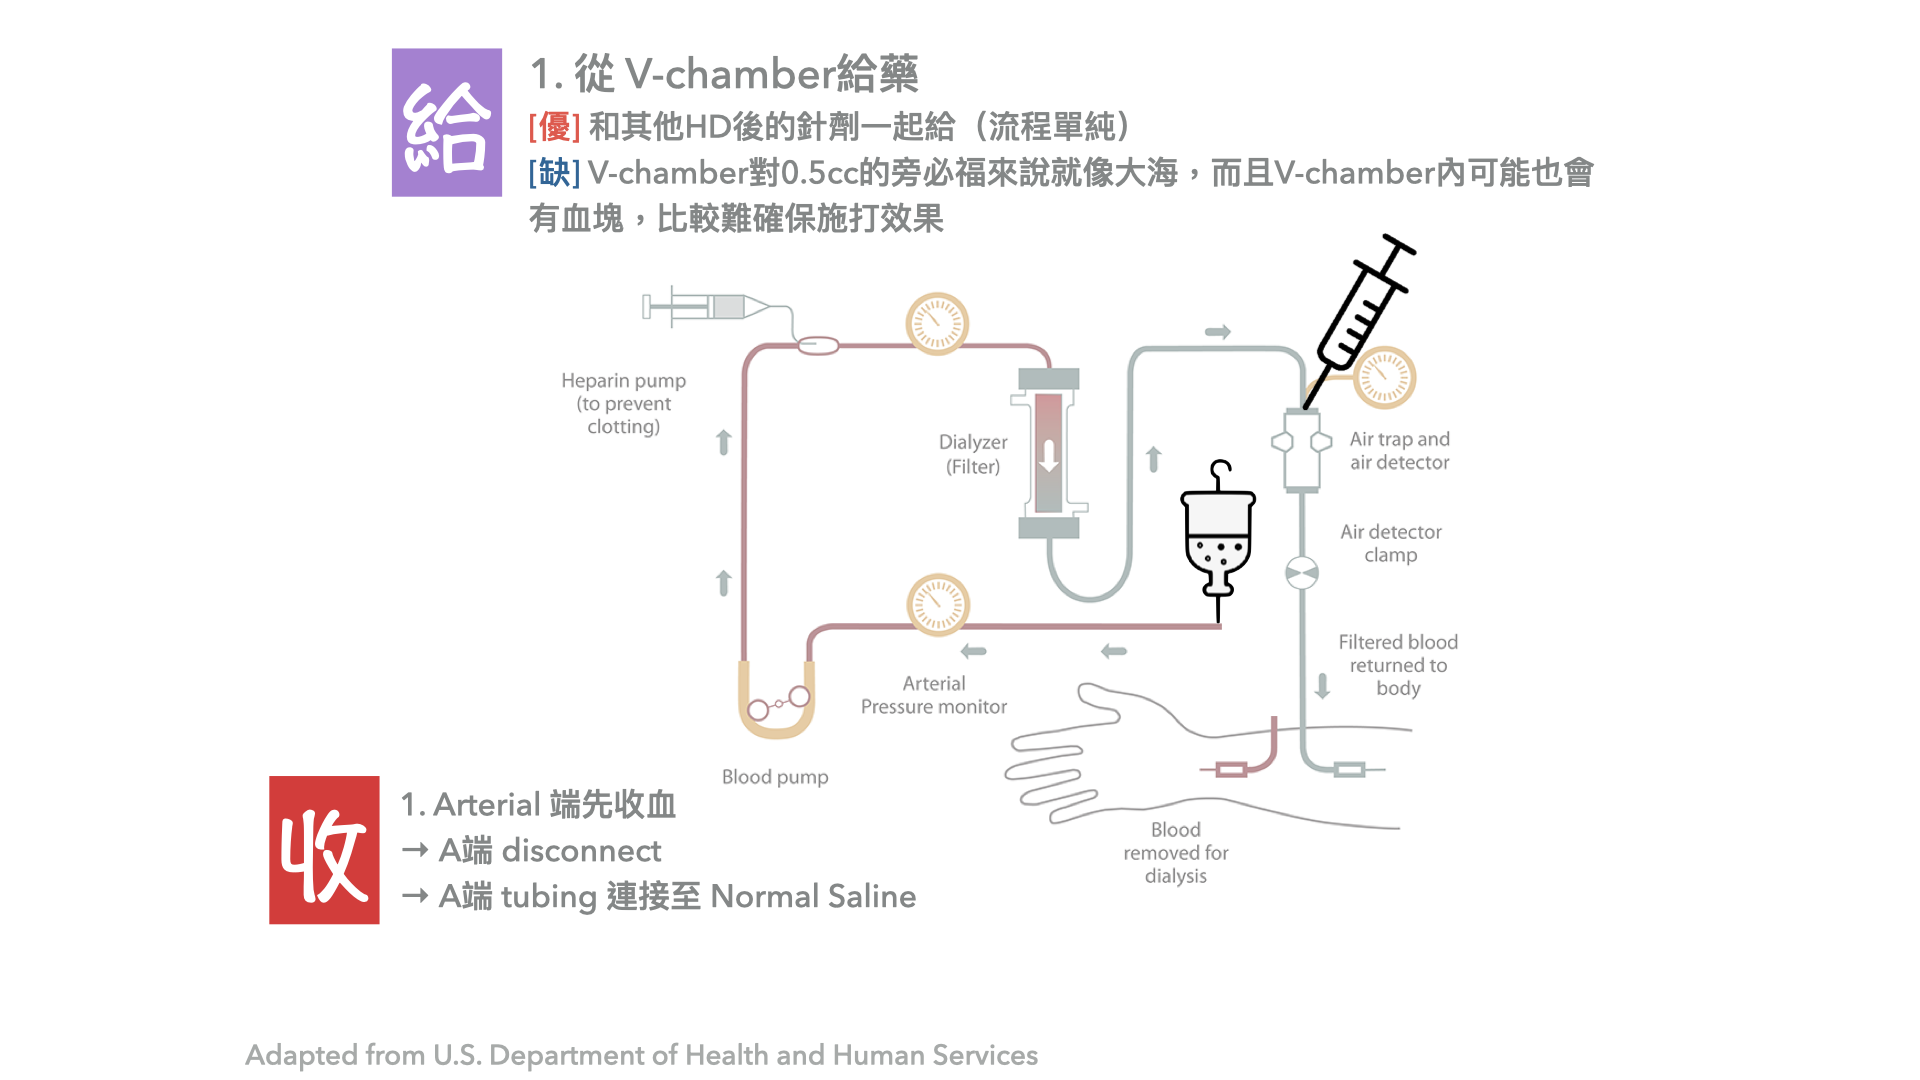 給
1. 從 V-chamber給藥
[優] 和其他HD後的針劑一起給（流程單純）
[缺] V-chamber對0.5cc的旁必福來說就像大海，而且V-chamber內可能也會
有血塊，比較難確保施打效果
Heparin pump
(to prevent
clotting)
Dialyzer
(Filter)
Air trap and
air detector
Air detector
clamp
Filtered blood
returned to
body
Arterial
Pressure monitor
Blood pump
Blood
removed for
dialysis
收
1. Arterial 端先收血
→ A端 disconnect
→ A端 tubing 連接至 Normal Saline
Adapted from U.S. Department of Health and Human Services